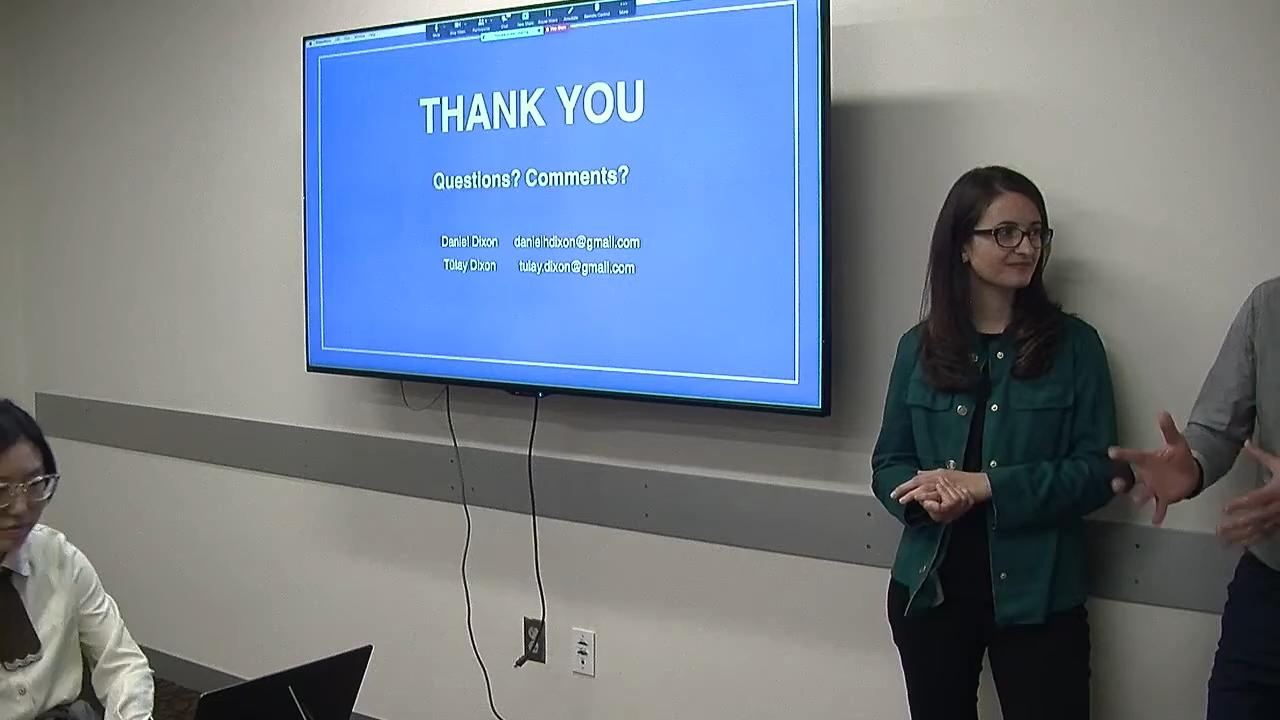 THANK YOU
Questions? Comments?
Daniel Dixon danielhdixon@gmail.com
Tülay Dixon tulay.dixon@gmail.com